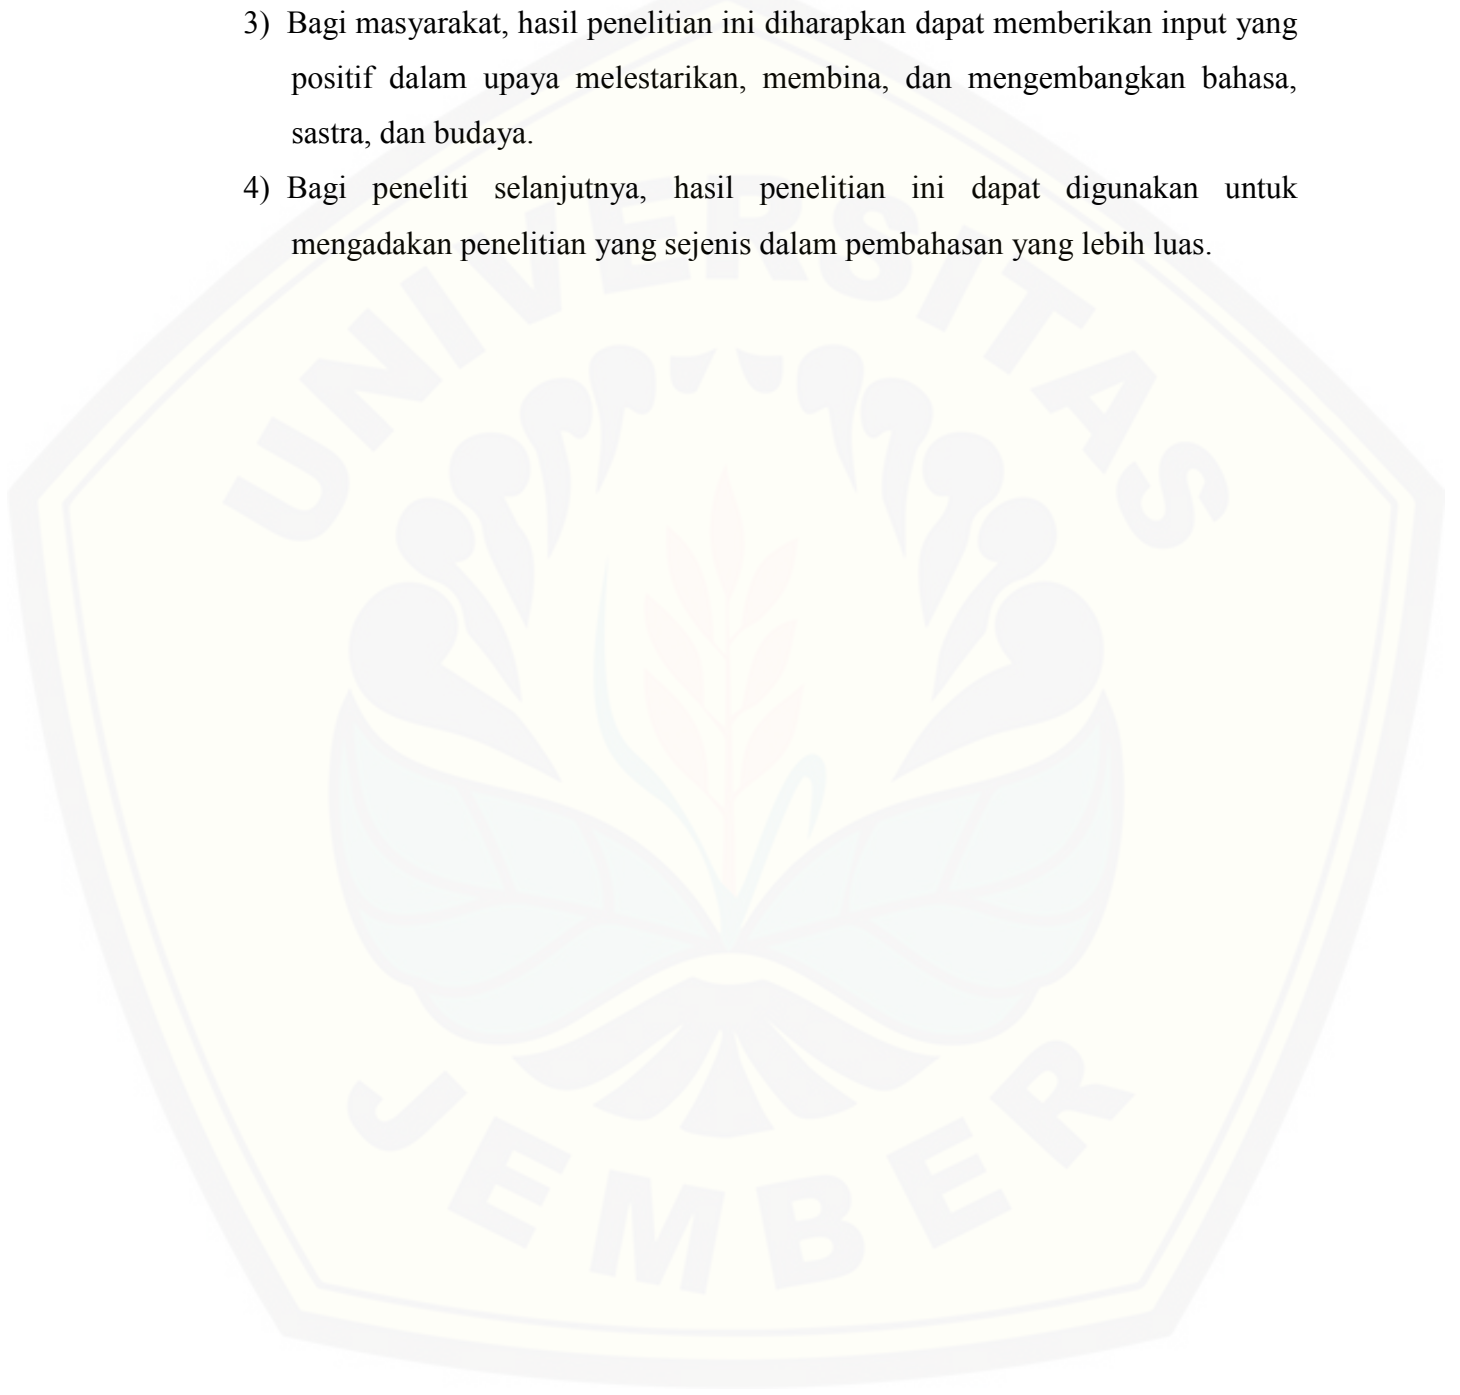 3) Bagi masyarakat, hasil penelitian ini diharapkan dapat memberikan input yang
positif dalam upaya melestarikan, membina, dan mengembangkan bahasa,
sastra, dan budaya.
4) Bagi peneliti selanjutnya, hasil penelitian ini dapat digunakan untuk
mengadakan penelitian yang sejenis dalam pembahasan yang lebih luas.
UNIVERSITAS
JEMBER